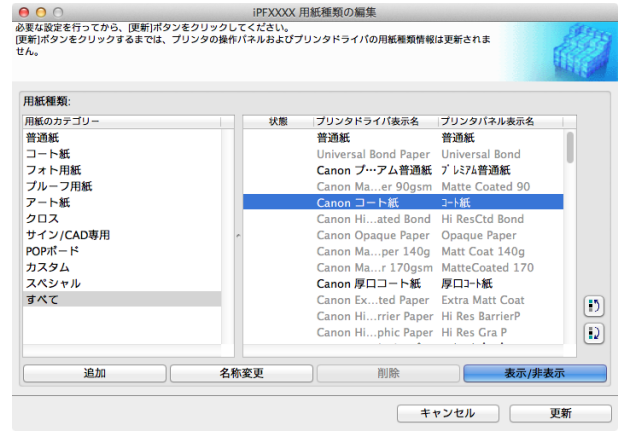 iPFXXXX 用紙種類の編集
必要な設定を行ってから、[更新]ボタンをクリックしてください。
[更新]ボタンをクリックするまでは、プリンタの操作パネルおよびプリンタドライバの用紙種類情報は更新されま
せん。
用紙種類:
用紙のカテゴリー
普通紙
コート紙
フォト用紙
プルーフ用紙
アート紙
クロス
サイン/CAD専用
POPボード
カスタム
スペシャル
すべて
状態 プリンタドライバ表示名 プリンタパネル表示名
普通紙 普通紙
Universal Bond Paper Universal Bond
Canon プ…アム普通紙 プレミアム普通紙
Canon Ma...er 90gsm Matte Coated 90
Canon コート紙 コート紙
Canon Hi...ated Bond Hi ResCtd Bond
Canon Opaque Paper Opaque Paper
Canon Ma...per 140g Matt Coat 140g
Canon Ma...r 170gsm MatteCoated 170
Canon 厚口コート紙 厚口コート紙
Canon Ex...ted Paper Extra Matt Coat
Canon Hi...rrier Paper Hi Res BarrierP
Canon Hi...phic Paper Hi Res Gra P
追加 名称変更 削除 表示/非表示
キャンセル 更新